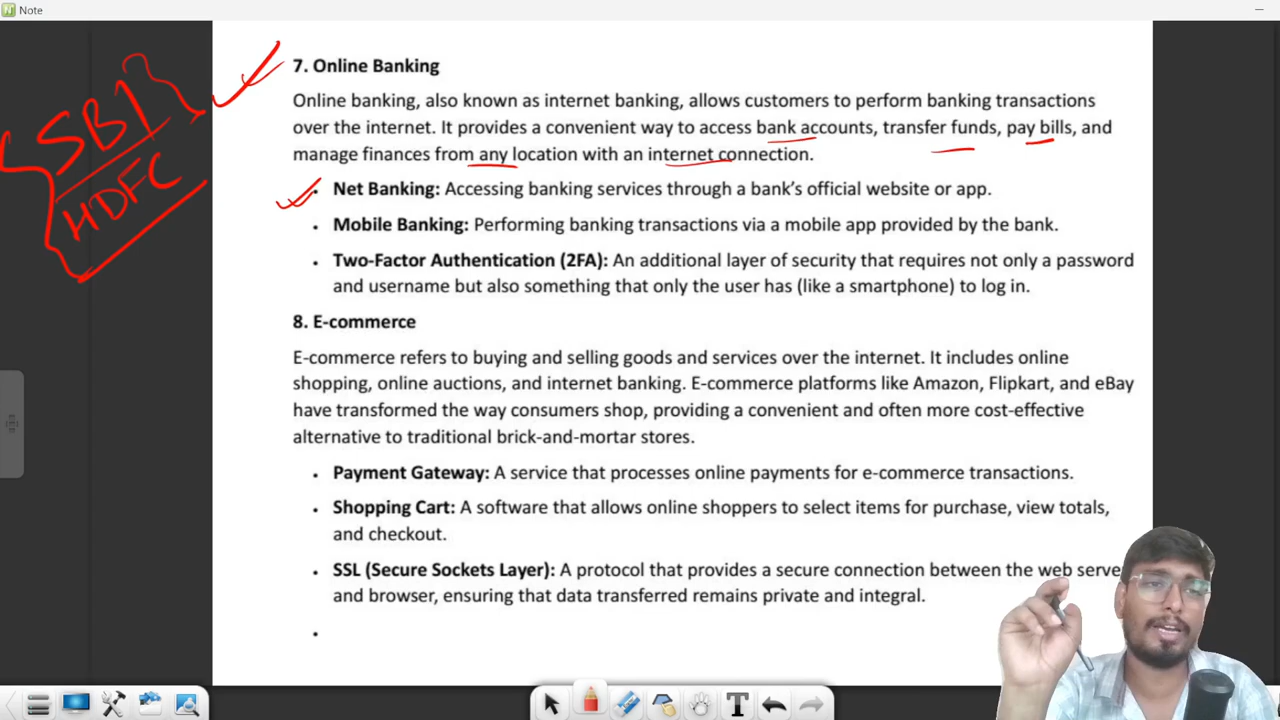 Note
SBI
HDFC
7. Online Banking
Online banking, also known as internet banking, allows customers to perform banking transactions
over the internet. It provides a convenient way to access bank accounts, transfer funds, pay bills, and
manage finances from any location with an internet connection.
• Net Banking: Accessing banking services through a bank's official website or app.
• Mobile Banking: Performing banking transactions via a mobile app provided by the bank.
• Two-Factor Authentication (2FA): An additional layer of security that requires not only a password
and username but also something that only the user has (like a smartphone) to log in.
8. E-commerce
E-commerce refers to buying and selling goods and services over the internet. It includes online
shopping, online auctions, and internet banking. E-commerce platforms like Amazon, Flipkart, and eBay
have transformed the way consumers shop, providing a convenient and often more cost-effective
alternative to traditional brick-and-mortar stores.
• Payment Gateway: A service that processes online payments for e-commerce transactions.
• Shopping Cart: A software that allows online shoppers to select items for purchase, view totals,
and checkout.
• SSL (Secure Sockets Layer): A protocol that provides a secure connection between the web serve
and browser, ensuring that data transferred remains private and integral.
•